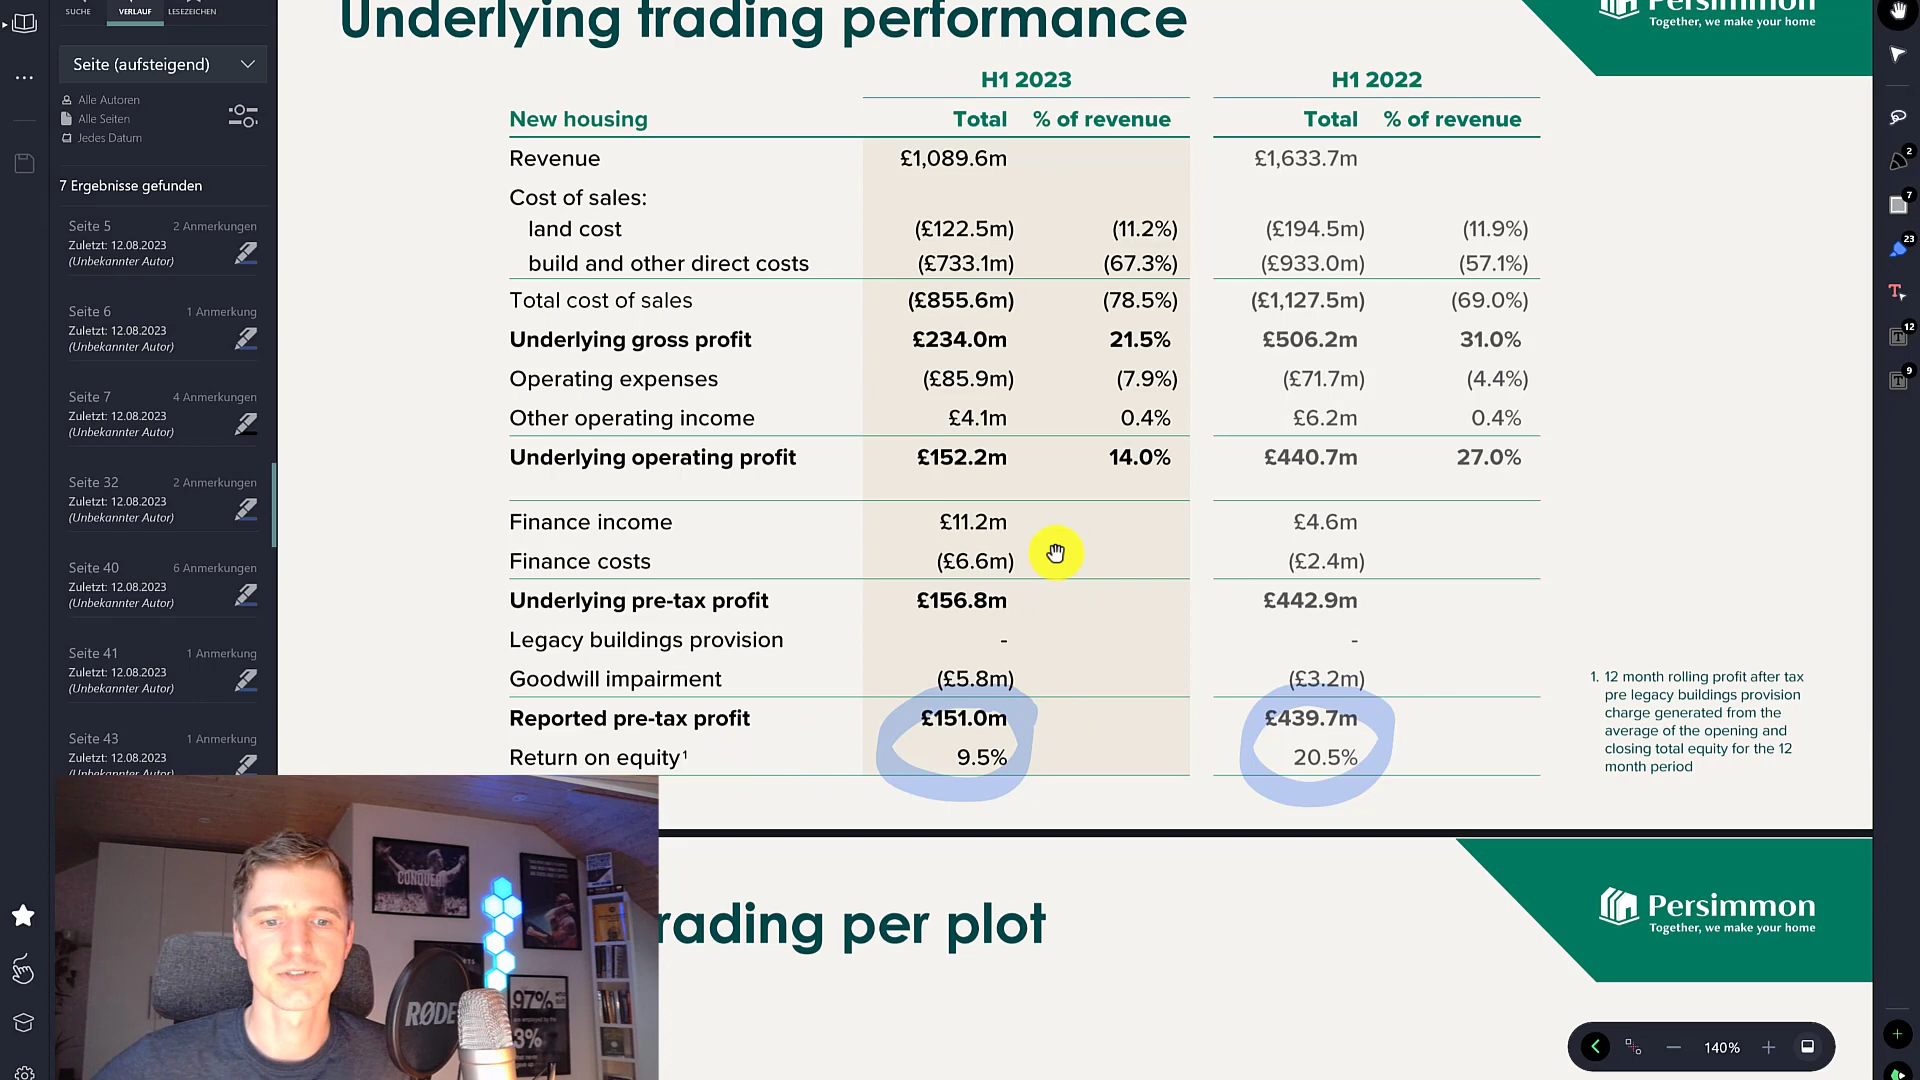 SUCHE VERLAUF LESEZEICHEN
Seite (aufsteigend)
Alle Autoren
Alle Seiten
Jedes Datum
7 Ergebnisse gefunden
Seite 5 2 Anmerkungen
Zuletzt: 12.08.2023
(Unbekannter Autor)
Seite 6 1 Anmerkung
Zuletzt: 12.08.2023
(Unbekannter Autor)
Seite 7 4 Anmerkungen
Zuletzt: 12.08.2023
(Unbekannter Autor)
Seite 32 2 Anmerkungen
Zuletzt: 12.08.2023
(Unbekannter Autor)
Seite 40 6 Anmerkungen
Zuletzt: 12.08.2023
(Unbekannter Autor)
Seite 41 1 Anmerkung
Zuletzt: 12.08.2023
(Unbekannter Autor)
Seite 43 1 Anmerkung
Zuletzt: 12.08.2023
Underlying trading performance
Persimmon
Together, we make your home
H1 2023 H1 2022
New housing Total % of revenue Total % of revenue
Revenue £1,089.6m £1,633.7m
Cost of sales:
land cost (£122.5m) (11.2%) (£194.5m) (11.9%)
build and other direct costs (£733.1m) (67.3%) (£933.0m) (57.1%)
Total cost of sales (£855.6m) (78.5%) (£1,127.5m) (69.0%)
Underlying gross profit £234.0m 21.5% £506.2m 31.0%
Operating expenses (£85.9m) (7.9%) (£71.7m) (4.4%)
Other operating income £4.1m 0.4% £6.2m 0.4%
Underlying operating profit £152.2m 14.0% £440.7m 27.0%
Finance income £11.2m £4.6m
Finance costs (£6.6m) (£2.4m)
Underlying pre-tax profit £156.8m £442.9m
Legacy buildings provision - -
Goodwill impairment (£5.8m) (£3.2m)
Reported pre-tax profit £151.0m £439.7m
Return on equity¹ 9.5% 20.5%
1. 12 month rolling profit after tax
pre legacy buildings provision
charge generated from the
average of the opening and
closing total equity for the 12
month period
rading per plot
Persimmon
Together, we make your home
CONQUER
RØDE
97%
3%
2
7
23
12
9
140%